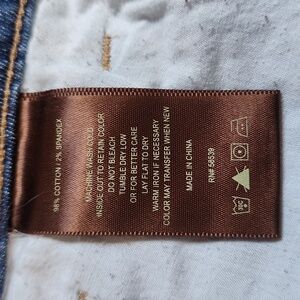 98% COTTON / 2% SPANDEX
MACHINE WASH COLD
INSIDE OUT TO RETAIN COLOR
DO NOT BLEACH
TUMBLE DRY LOW
OR FOR BETTER CARE
LAY FLAT TO DRY
WARM IRON IF NECESSARY
COLOR MAY TRANSFER WHEN NEW
MADE IN CHINA